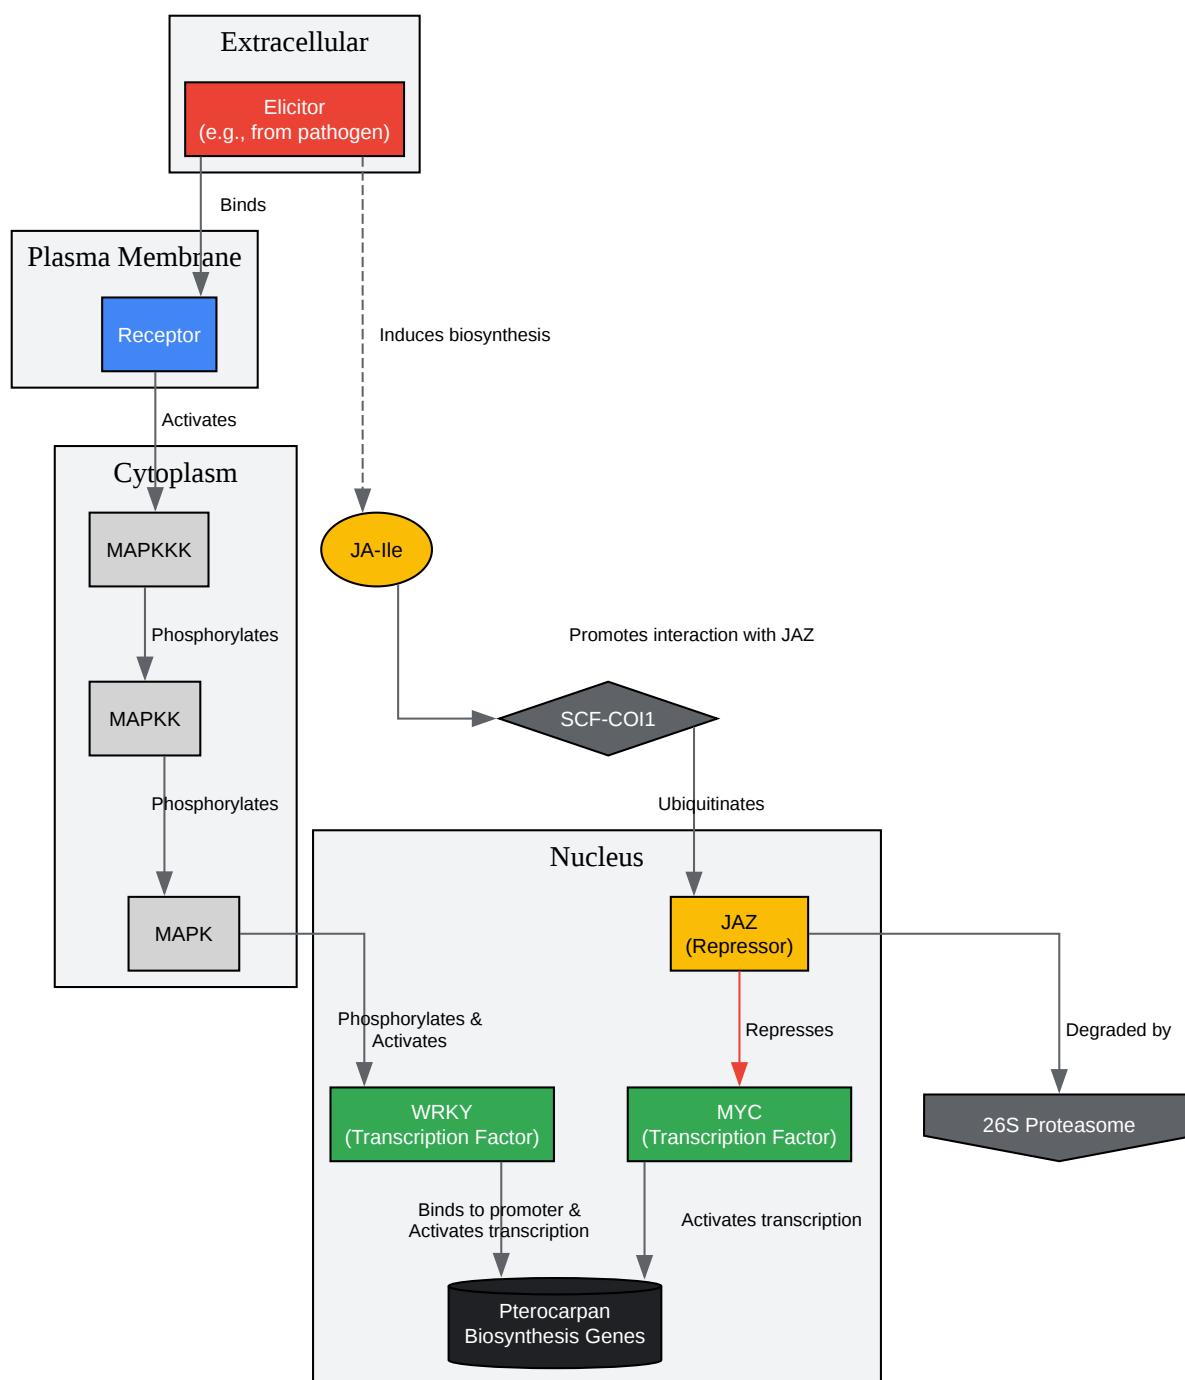 Extracellular
Elicitor
(e.g., from pathogen)
Binds
Plasma Membrane
Receptor
Induces biosynthesis
Activates
Cytoplasm
MAPKKK
JA-Ile
Phosphorylates
Promotes interaction with JAZ
MAPKK
SCF-COI1
Phosphorylates
Ubiquitinates
Nucleus
MAPK
JAZ
(Repressor)
Phosphorylates &
Activates
Represses
Degraded by
WRKY
(Transcription Factor)
MYC
(Transcription Factor)
26S Proteasome
Binds to promoter &
Activates transcription
Activates transcription
Pterocarpan
Biosynthesis Genes